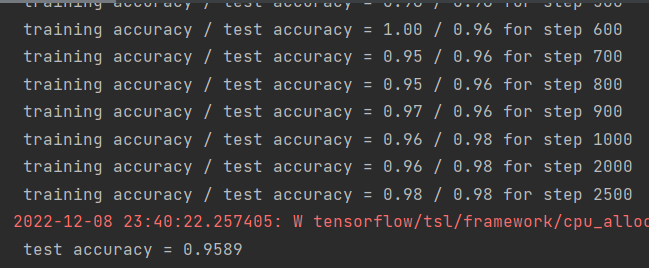 training accuracy / test accuracy = 1.00 / 0.96 for step 600
training accuracy / test accuracy = 0.95 / 0.96 for step 700
training accuracy / test accuracy = 0.95 / 0.96 for step 800
training accuracy / test accuracy = 0.97 / 0.96 for step 900
training accuracy / test accuracy = 0.96 / 0.98 for step 1000
training accuracy / test accuracy = 0.96 / 0.98 for step 2000
training accuracy / test accuracy = 0.98 / 0.98 for step 2500
2022-12-08 23:40:22.257405: W tensorflow/tsl/framework/cpu_alloc
test accuracy = 0.9589